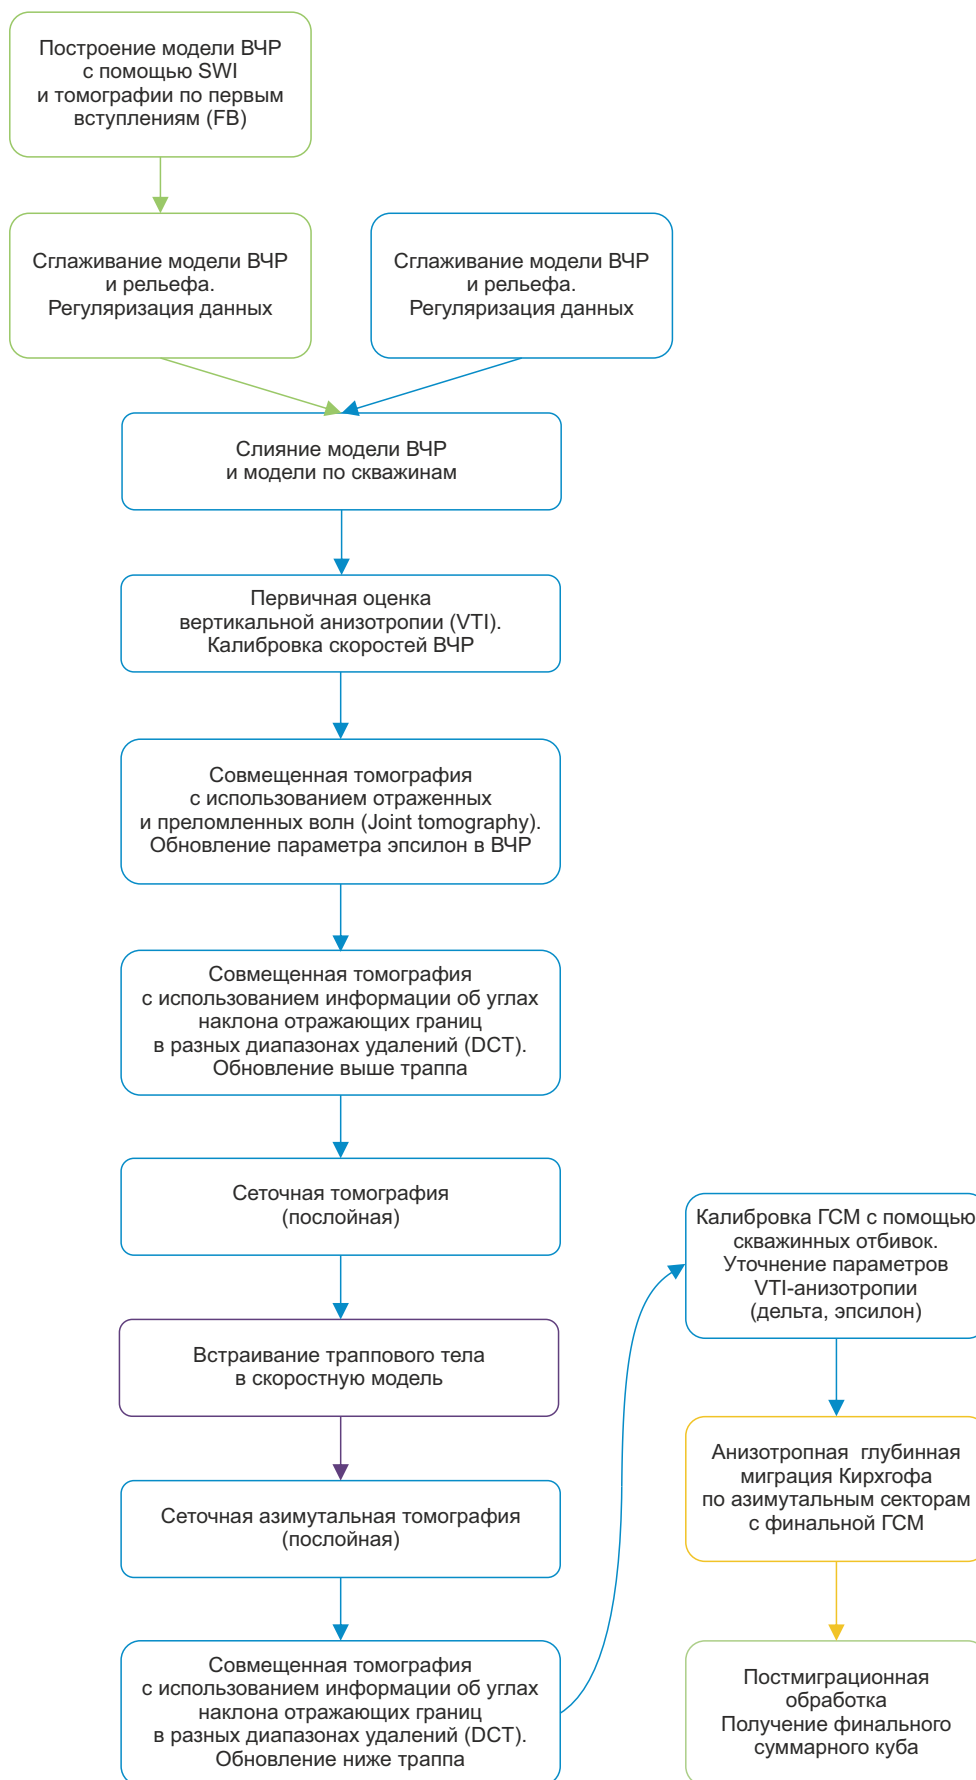 Построение модели ВЧР
с помощью SWI
и томографии по первым
вступлениям (FB)
Сглаживание модели ВЧР
и рельефа.
Регуляризация данных
Сглаживание модели ВЧР
и рельефа.
Регуляризация данных
Слияние модели ВЧР
и модели по скважинам
Первичная оценка
вертикальной анизотропии (VTI).
Калибровка скоростей ВЧР
Совмещенная томография
с использованием отраженных
и преломленных волн (Joint tomography).
Обновление параметра эпсилон в ВЧР
Совмещенная томография
с использованием информации об углах
наклона отражающих границ
в разных диапазонах удалений (DCT).
Обновление выше траппа
Сеточная томография
(послойная)
Встраивание траппового тела
в скоростную модель
Сеточная азимутальная томография
(послойная)
Совмещенная томография
с использованием информации об углах
наклона отражающих границ
в разных диапазонах удалений (DCT).
Обновление ниже траппа
Калибровка ГСМ с помощью
скважинных отбивок.
Уточнение параметров
VTI-анизотропии
(дельта, эпсилон)
Анизотропная глубинная
миграция Кирхгофа
по азимутальным секторам
с финальной ГСМ
Постмиграционная
обработка
Получение финального
суммарного куба